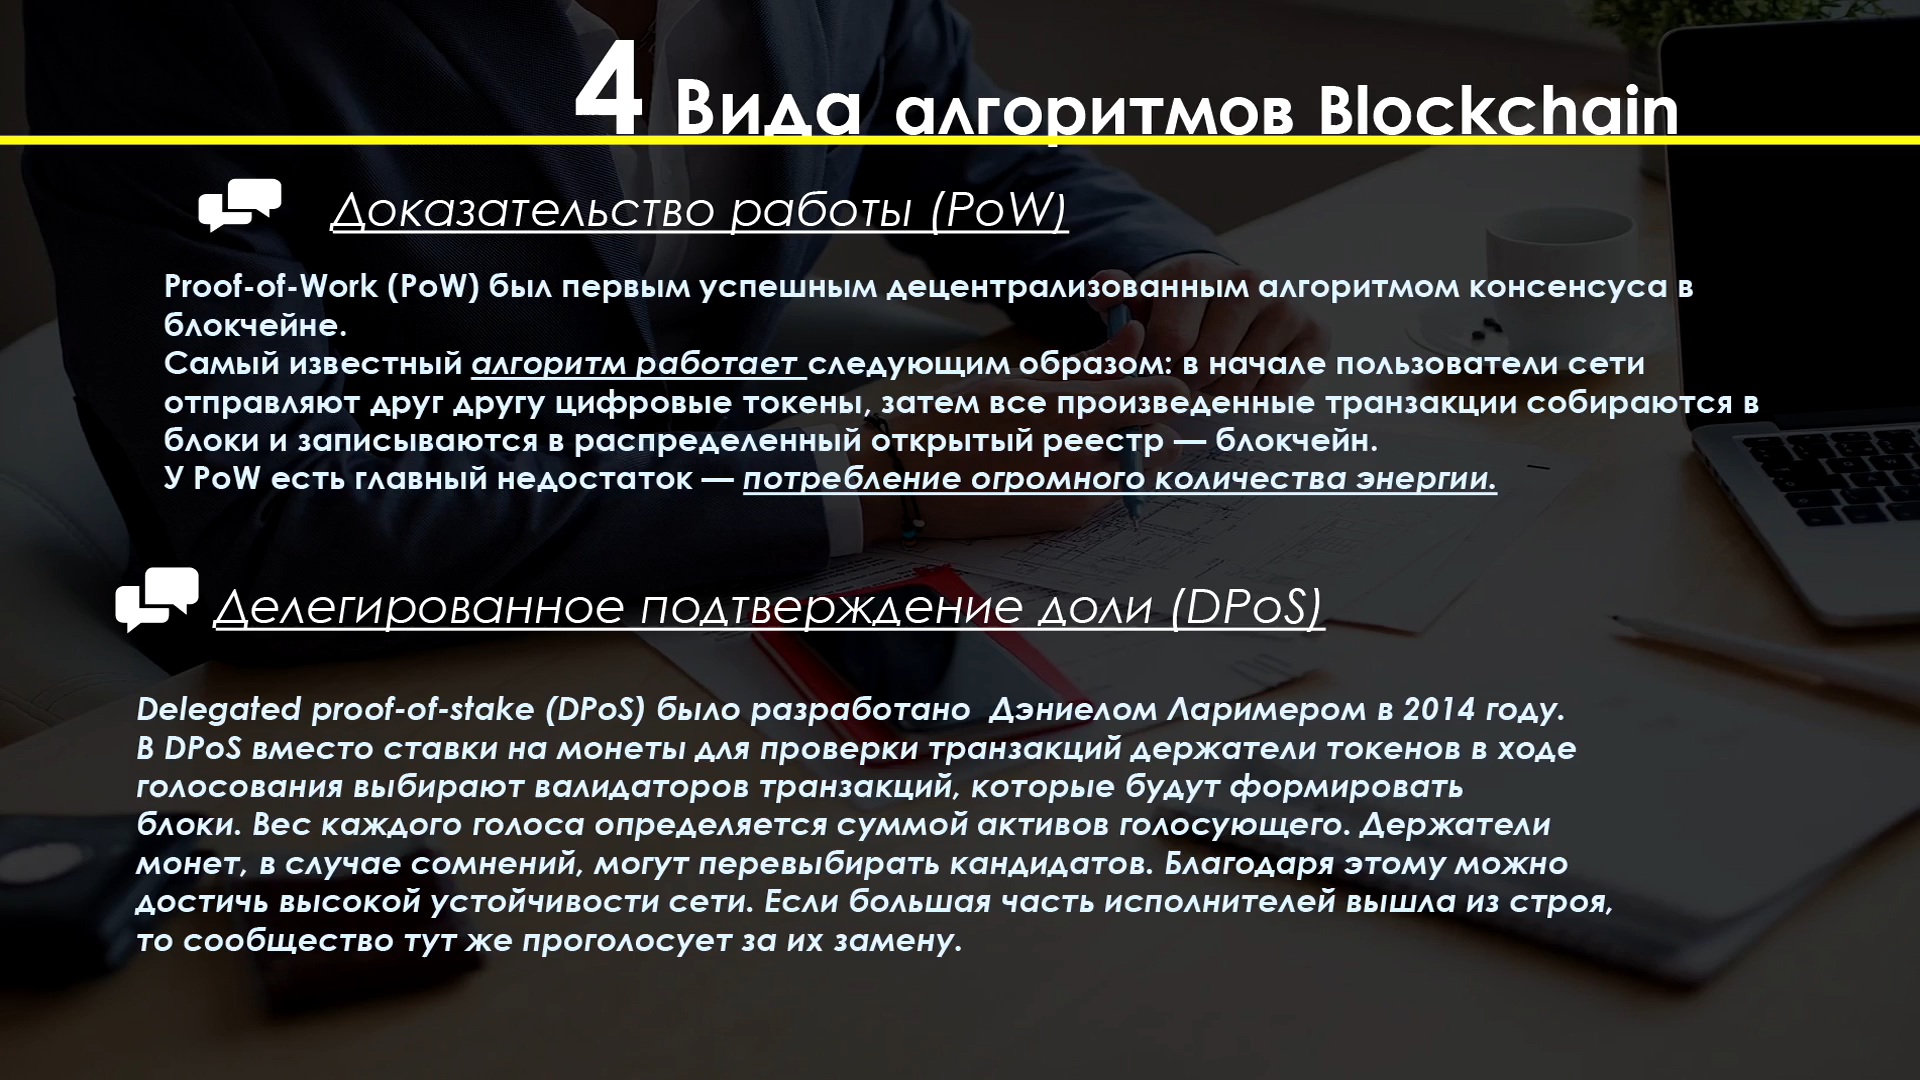 4 Вида алгоритмов Blockchain
Доказательство работы (PoW)
Proof-of-Work (PoW) был первым успешным децентрализованным алгоритмом консенсуса в
блокчейне.
Самый известный алгоритм работает следующим образом: в начале пользователи сети
отправляют друг другу цифровые токены, затем все произведенные транзакции собираются в
блоки и записываются в распределенный открытый реестр — блокчейн.
У PoW есть главный недостаток — потребление огромного количества энергии.
Делегированное подтверждение доли (DPoS)
Delegated proof-of-stake (DPoS) было разработано Дэниелом Ларимером в 2014 году.
В DPoS вместо ставки на монеты для проверки транзакций держатели токенов в ходе
голосования выбирают валидаторов транзакций, которые будут формировать
блоки. Вес каждого голоса определяется суммой активов голосующего. Держатели
монет, в случае сомнений, могут перевыбирать кандидатов. Благодаря этому можно
достичь высокой устойчивости сети. Если большая часть исполнителей вышла из строя,
то сообщество тут же проголосует за их замену.